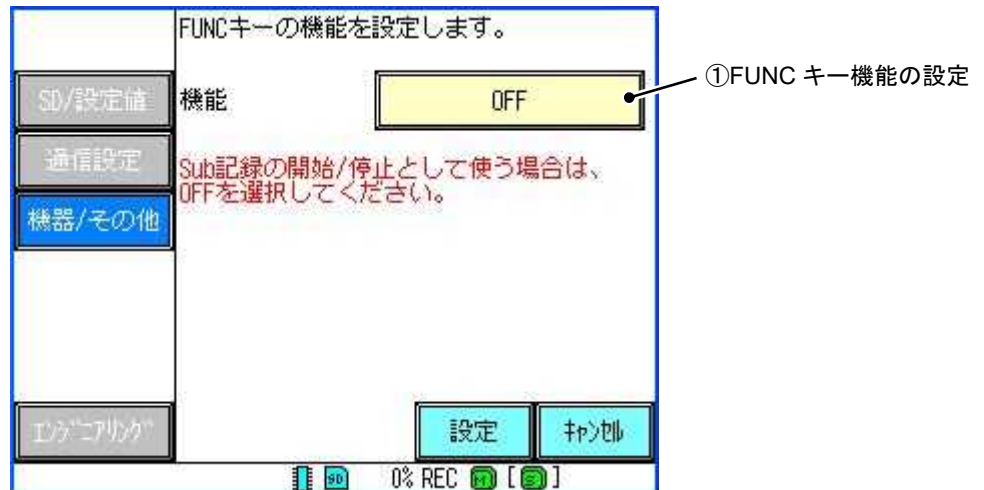 FUNCキーの機能を設定します。
①FUNC キー機能の設定
SD/設定値
機能
OFF
通信設定
Sub記録の開始/停止として使う場合は、
OFFを選択してください。
機器/その他
ｴﾝｼﾞﾆｱﾘﾝｸﾞ
設定
ｷｬﾝｾﾙ
SD
0% REC M [S]